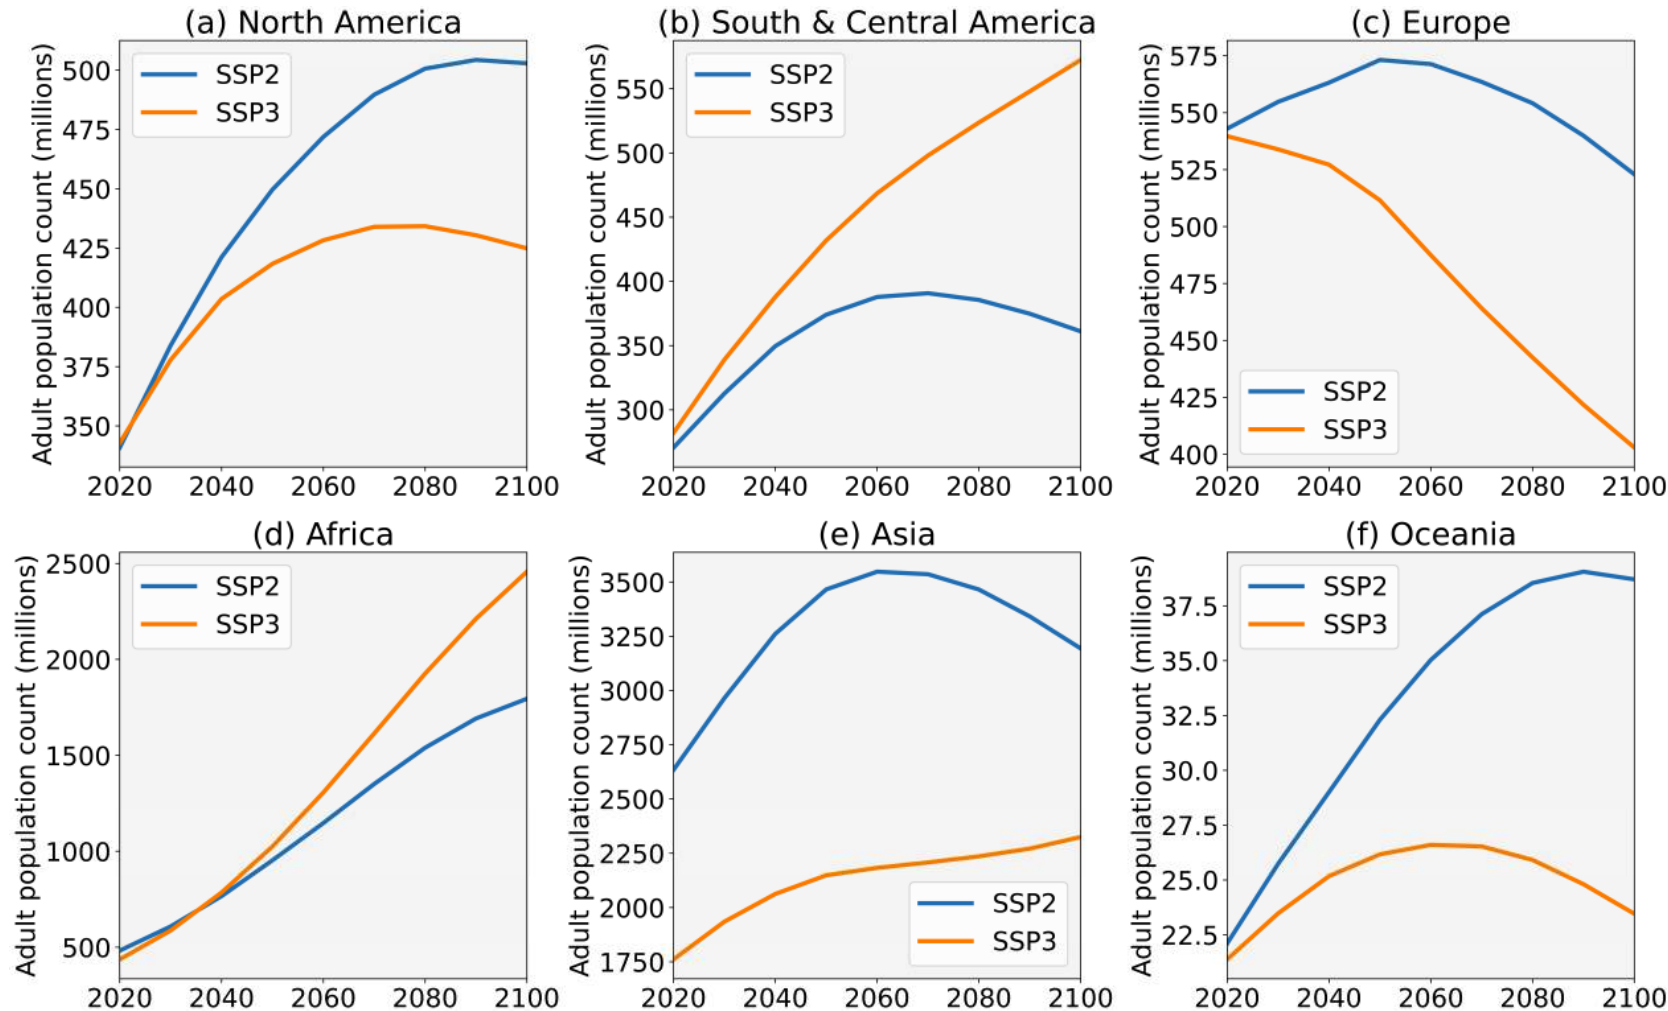 (a) North America
Adult population count (millions)
500
475
450
425
400
375
350
SSP2
SSP3
2020 2040 2060 2080 2100
(b) South & Central America
Adult population count (millions)
550
500
450
400
350
300
SSP2
SSP3
2020 2040 2060 2080 2100
(c) Europe
Adult population count (millions)
575
550
525
500
475
450
425
400
SSP2
SSP3
2020 2040 2060 2080 2100
(d) Africa
Adult population count (millions)
2500
2000
1500
1000
500
SSP2
SSP3
2020 2040 2060 2080 2100
(e) Asia
Adult population count (millions)
3500
3250
3000
2750
2500
2250
2000
1750
SSP2
SSP3
2020 2040 2060 2080 2100
(f) Oceania
Adult population count (millions)
37.5
35.0
32.5
30.0
27.5
25.0
22.5
SSP2
SSP3
2020 2040 2060 2080 2100